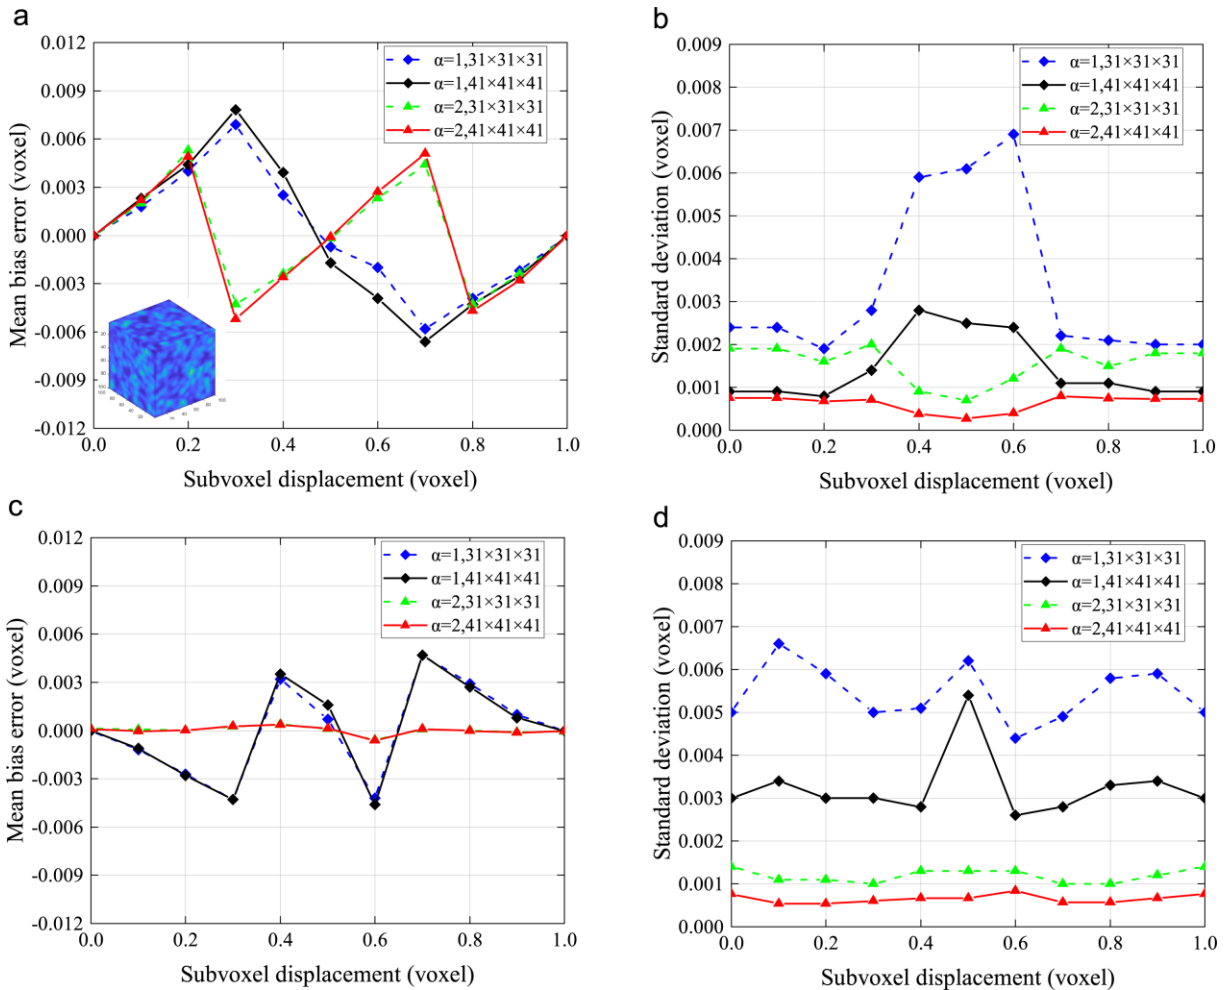 a
0.012
0.009
0.006
0.003
0.000
-0.003
-0.006
-0.009
-0.012
Mean bias error (voxel)
α=1,31×31×31
α=1,41×41×41
α=2,31×31×31
α=2,41×41×41
0.0 0.2 0.4 0.6 0.8 1.0
Subvoxel displacement (voxel)
b
0.009
0.008
0.007
0.006
0.005
0.004
0.003
0.002
0.001
0.000
Standard deviation (voxel)
α=1,31×31×31
α=1,41×41×41
α=2,31×31×31
α=2,41×41×41
0.0 0.2 0.4 0.6 0.8 1.0
Subvoxel displacement (voxel)
c
0.012
0.009
0.006
0.003
0.000
-0.003
-0.006
-0.009
-0.012
Mean bias error (voxel)
α=1,31×31×31
α=1,41×41×41
α=2,31×31×31
α=2,41×41×41
0.0 0.2 0.4 0.6 0.8 1.0
Subvoxel displacement (voxel)
d
0.009
0.008
0.007
0.006
0.005
0.004
0.003
0.002
0.001
0.000
Standard deviation (voxel)
α=1,31×31×31
α=1,41×41×41
α=2,31×31×31
α=2,41×41×41
0.0 0.2 0.4 0.6 0.8 1.0
Subvoxel displacement (voxel)